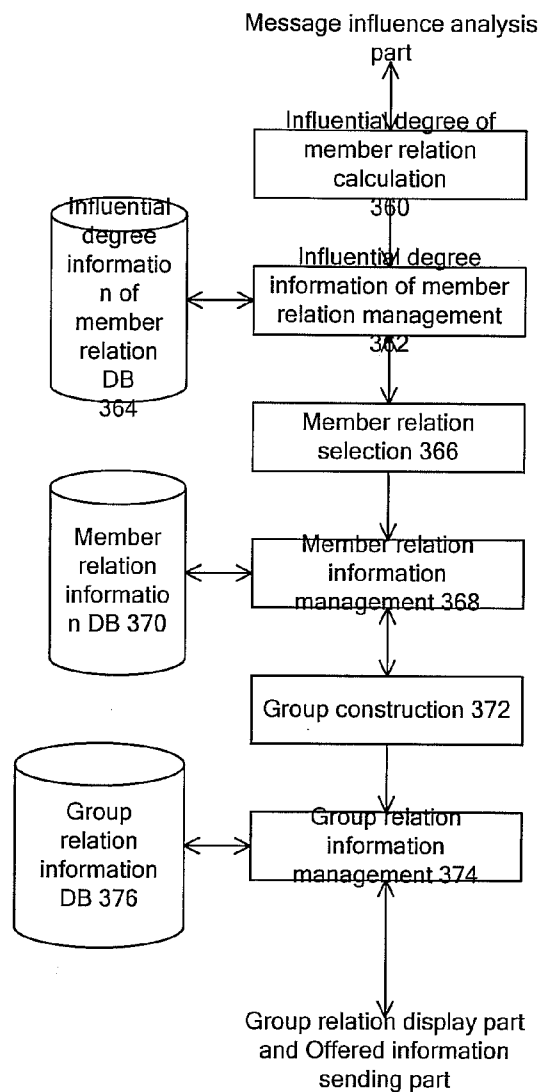 Message influence analysis
part
Influential degree of
member relation
calculation
360
Influential
degree
informatio
n of
member
relation
DB
364
Influential degree
information of member
relation management
362
Member relation
selection 366
Member
relation
informatio
n DB 370
Member relation
information
management 368
Group construction 372
Group
relation
information
DB 376
Group relation
information
management 374
Group relation display part
and Offered information
sending part